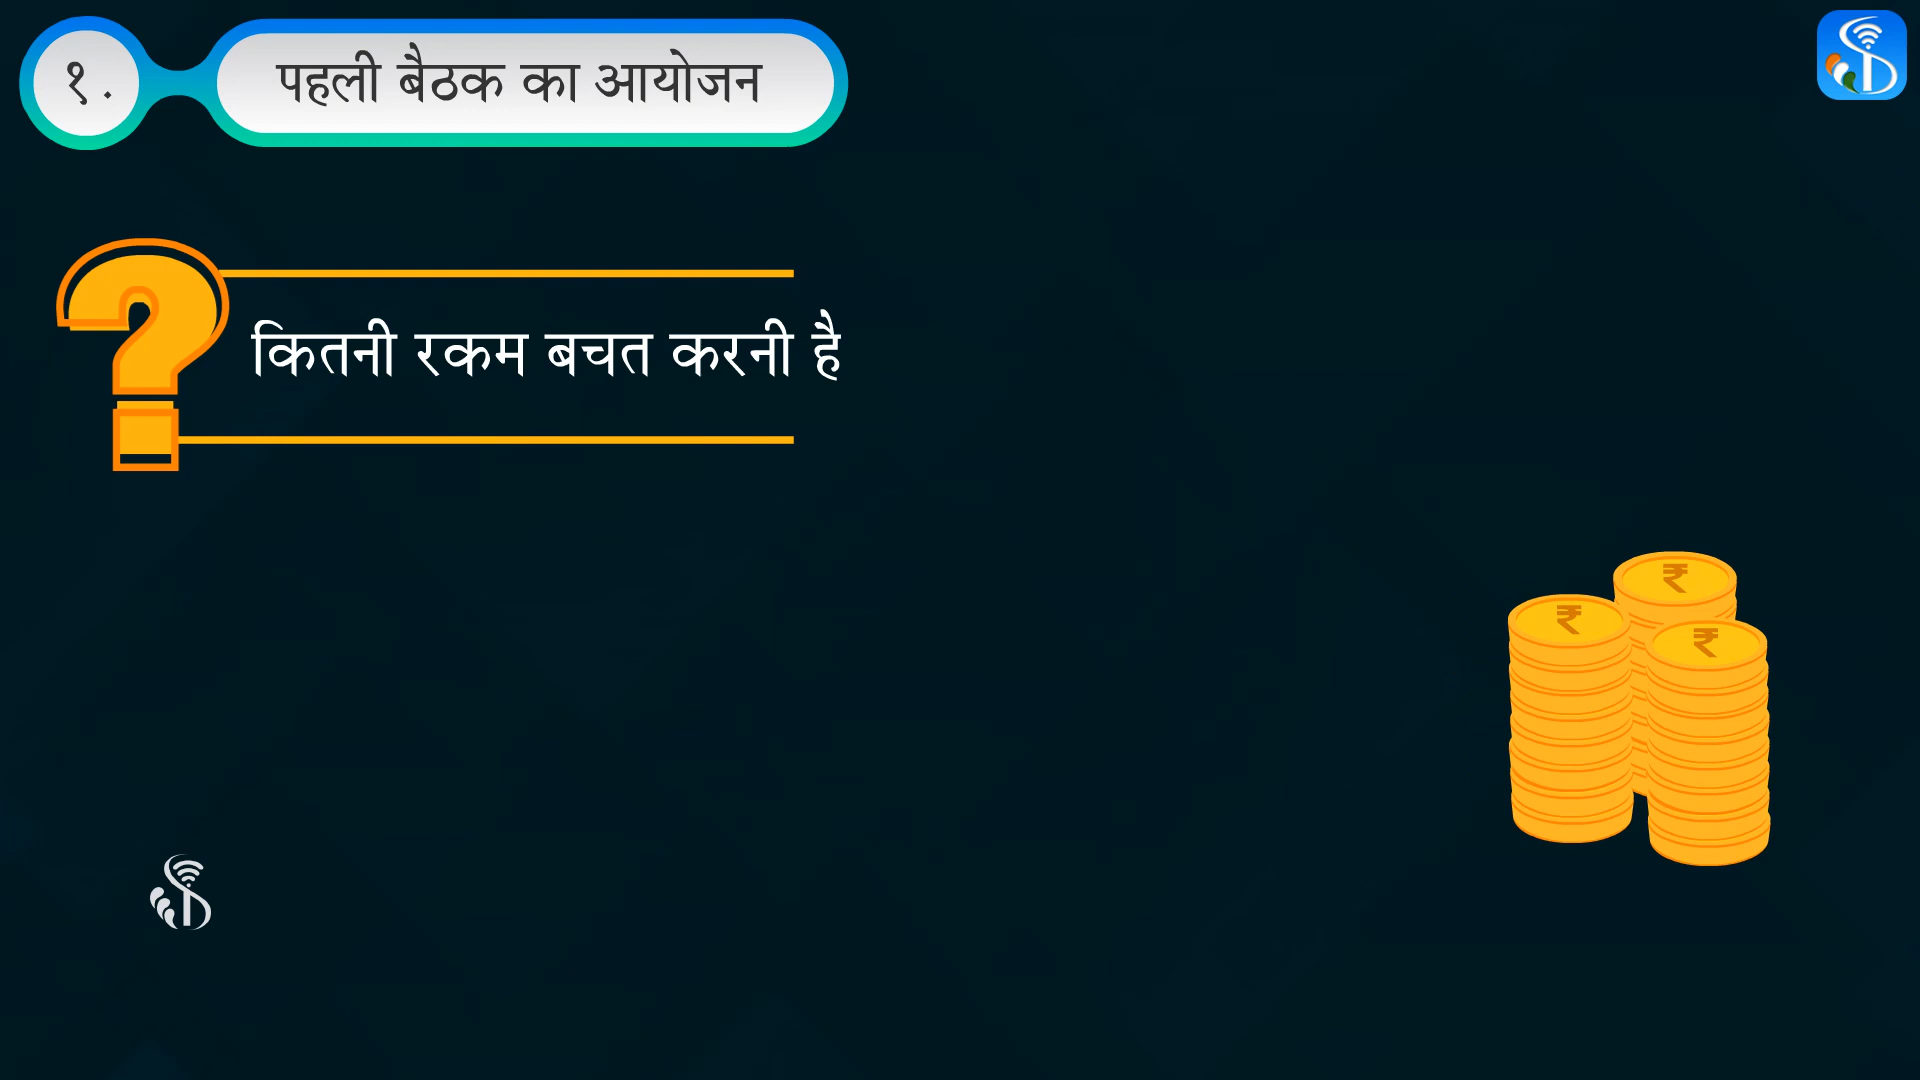 १.
पहली बैठक का आयोजन
कितनी रकम बचत करनी है
₹
₹
₹